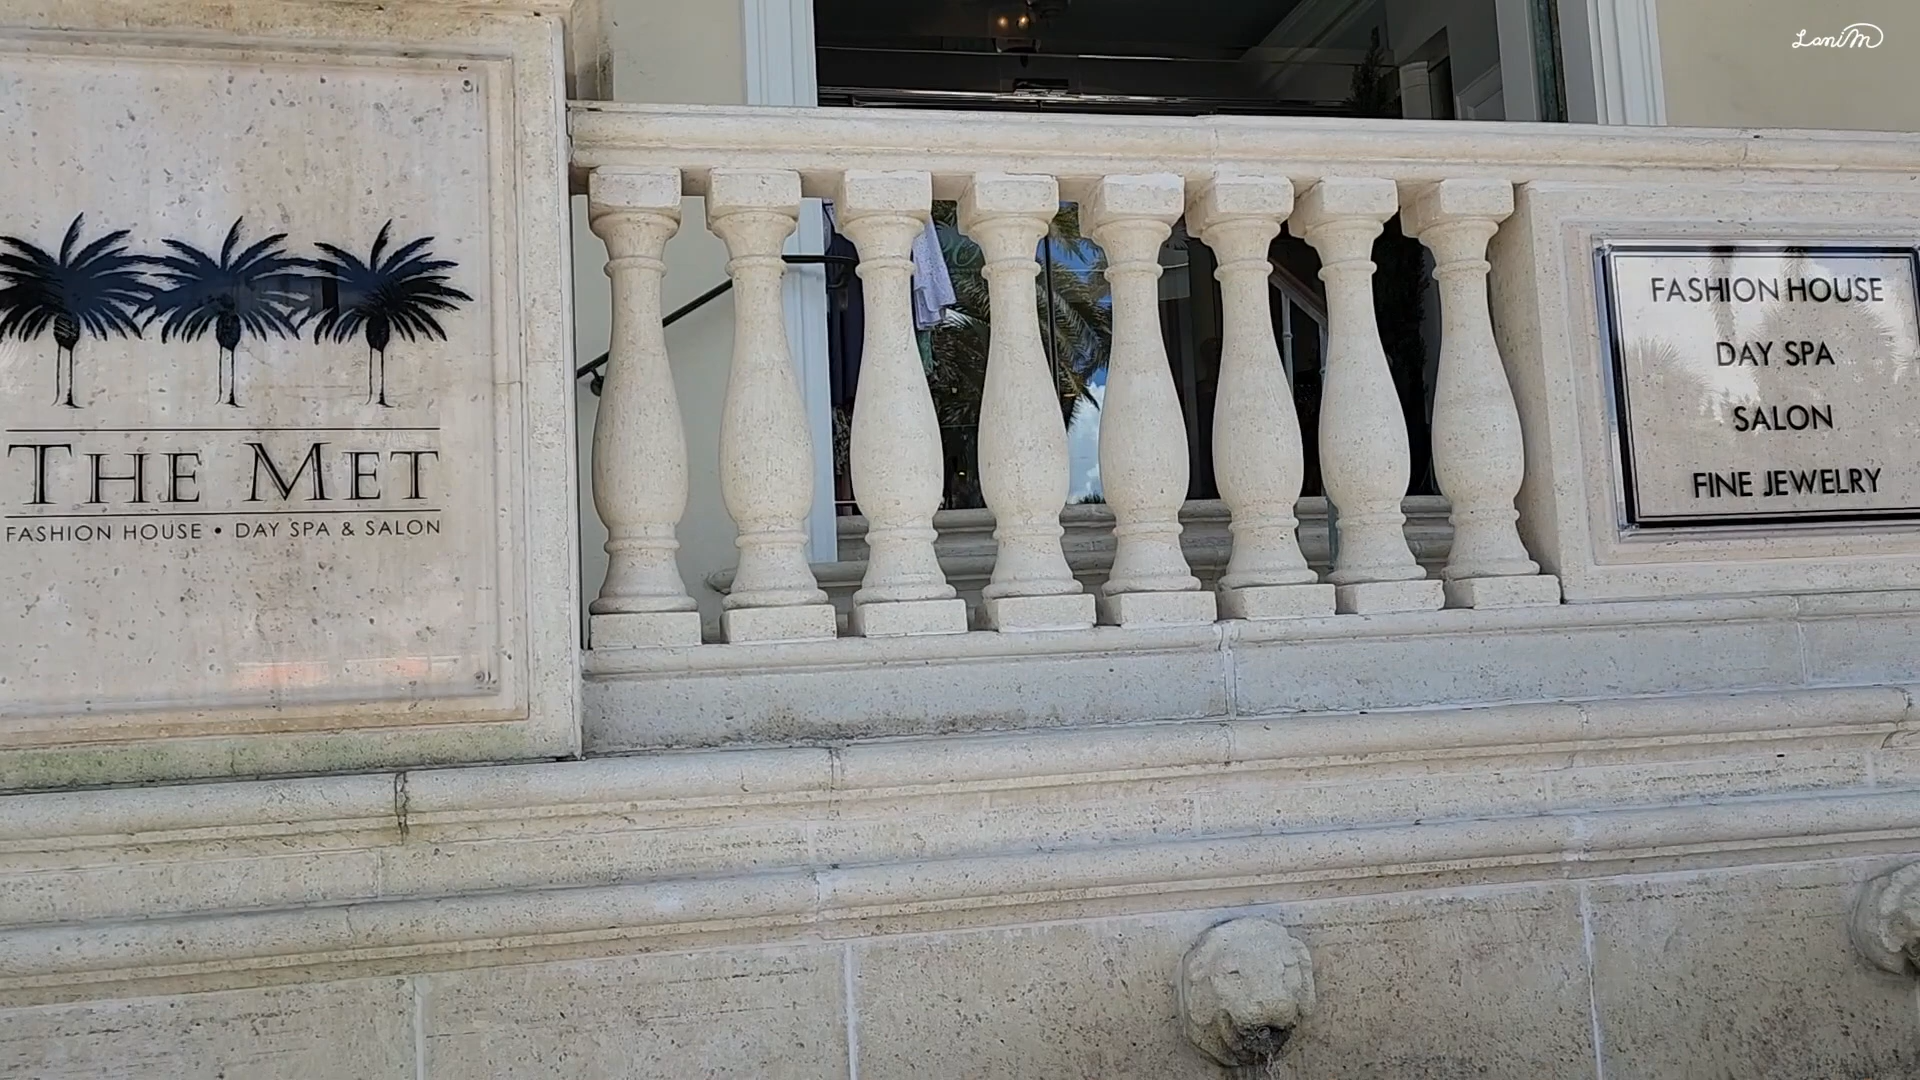 LaniM
THE MET
FASHION HOUSE • DAY SPA & SALON
FASHION HOUSE
DAY SPA
SALON
FINE JEWELRY